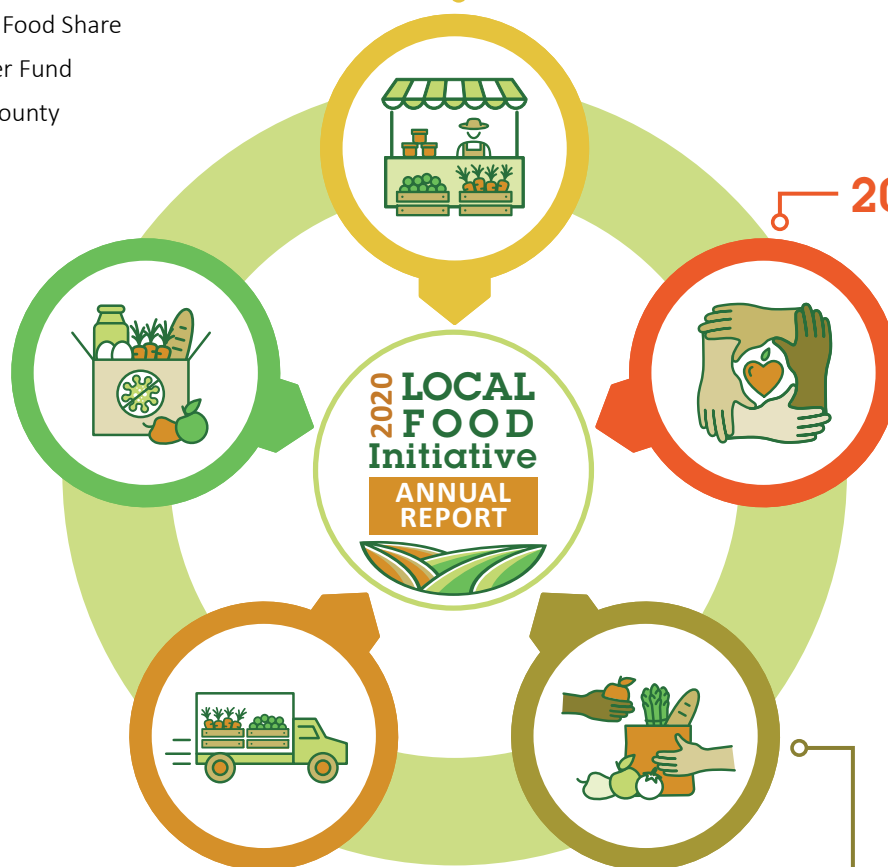 Food Share
er Fund
ounty
20
2020
LOCAL
FOOD
Initiative
ANNUAL
REPORT